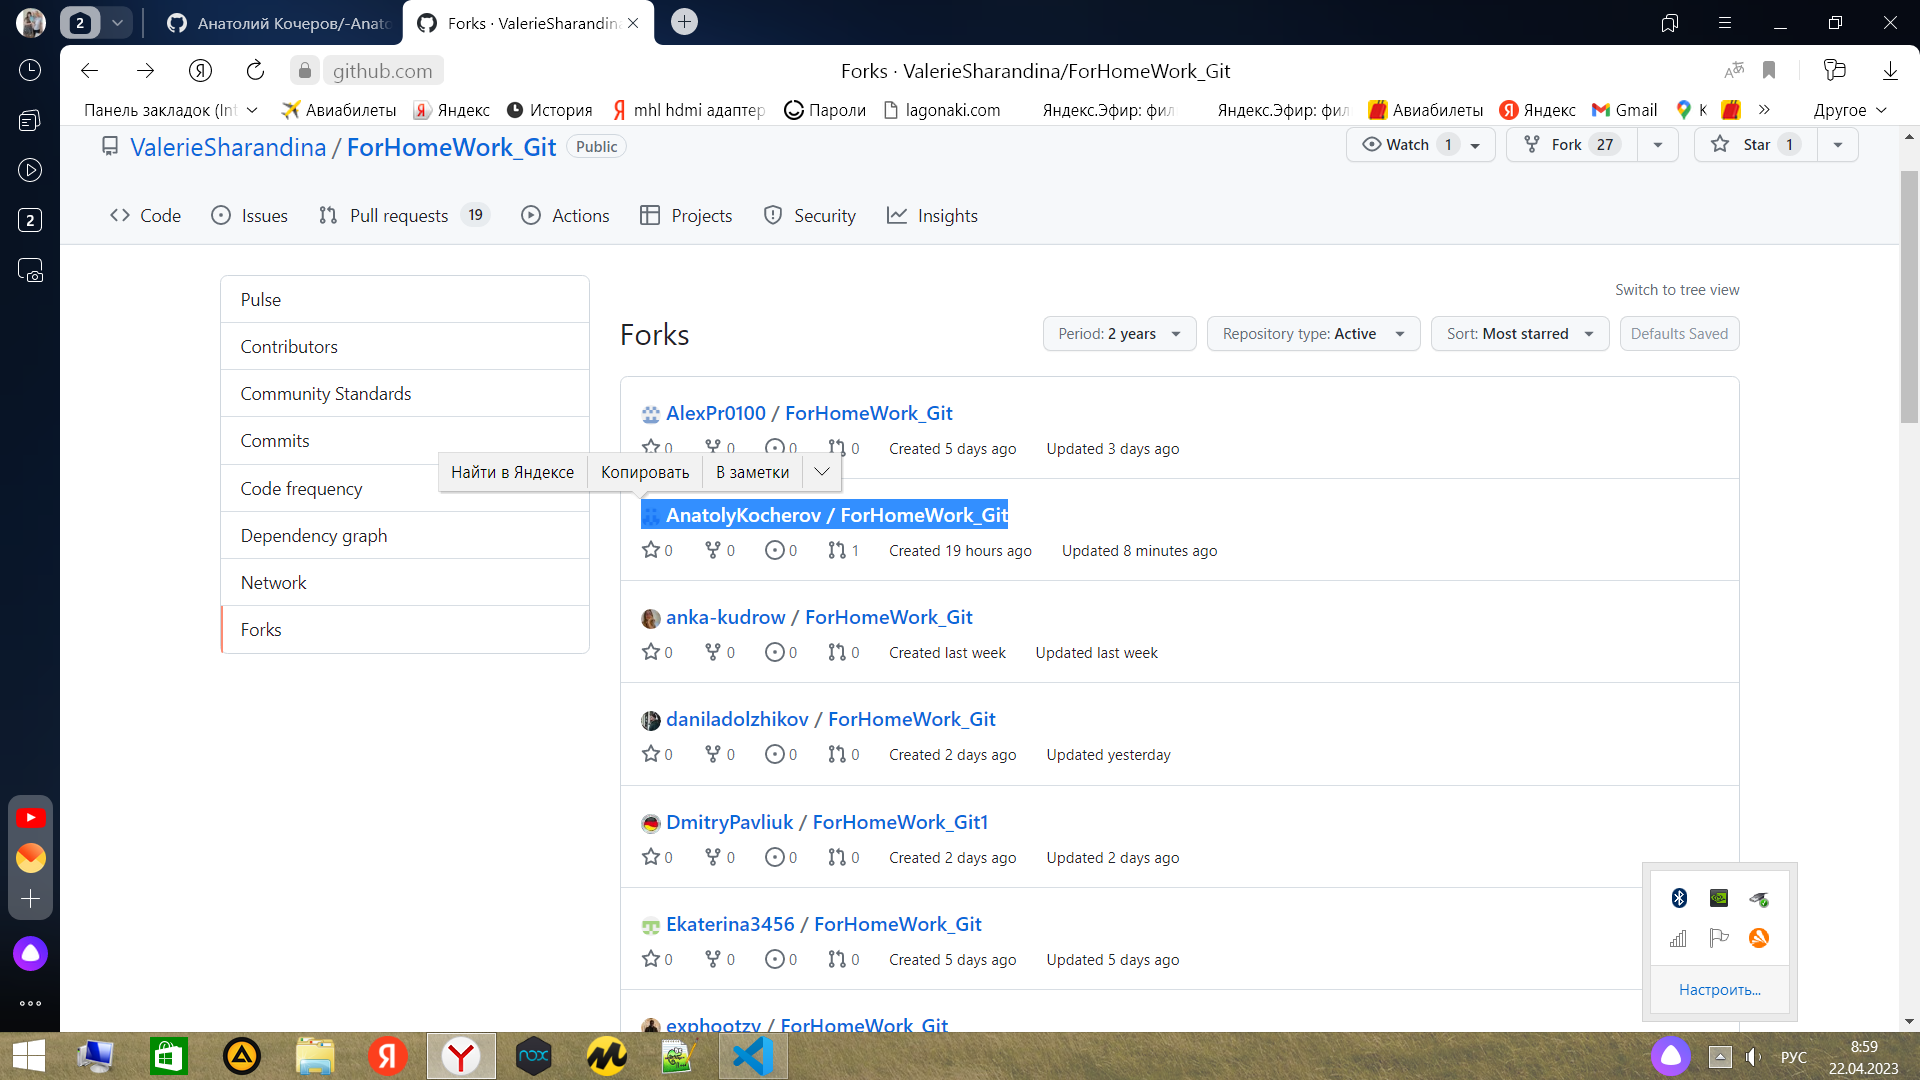 2
Анатолий Кочеров/-Anato
Forks · ValerieSharandina
github.com
Forks · ValerieSharandina/ForHomeWork_Git
Панель закладок (Int
Авиабилеты
Яндекс
История
mhl hdmi адаптер
Пароли
lagonaki.com
Яндекс.Эфир: фил
Яндекс.Эфир: фил
Авиабилеты
Яндекс
Gmail
К
»
Другое
2
ValerieSharandina / ForHomeWork_Git
Public
Watch 1
Fork 27
Star 1
Code
Issues
Pull requests 19
Actions
Projects
Security
Insights
Pulse
Contributors
Community Standards
Commits
Code frequency
Dependency graph
Network
Forks
Switch to tree view
Forks
Period: 2 years
Repository type: Active
Sort: Most starred
Defaults Saved
AlexPr0100 / ForHomeWork_Git
0 0 0 0 Created 5 days ago Updated 3 days ago
Найти в Яндексе Копировать В заметки
AnatolyKocherov / ForHomeWork_Git
0 0 0 1 Created 19 hours ago Updated 8 minutes ago
anka-kudrow / ForHomeWork_Git
0 0 0 0 Created last week Updated last week
daniladolzhikov / ForHomeWork_Git
0 0 0 0 Created 2 days ago Updated yesterday
DmitryPavliuk / ForHomeWork_Git1
0 0 0 0 Created 2 days ago Updated 2 days ago
Ekaterina3456 / ForHomeWork_Git
0 0 0 0 Created 5 days ago Updated 5 days ago
exphootzy / ForHomeWork_Git
Настроить...
nox
РУС
8:59
22.04.2023